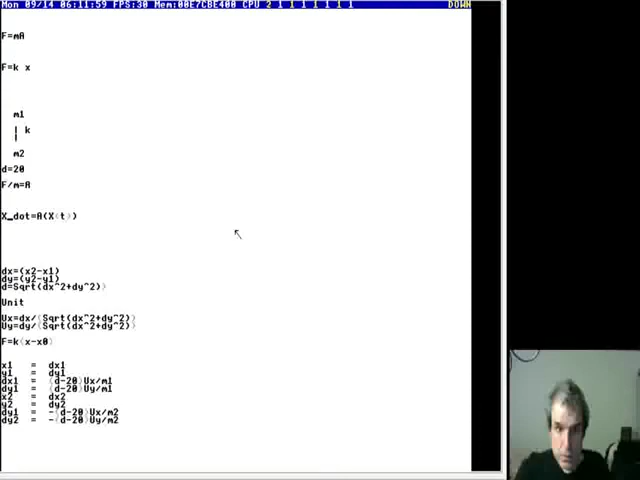 Mon 09/14 06:11:59 FPS:30 Mem:00E7CBE400 CPU 2 1 1 1 1 1 1 1 DOWN
F=mA
F=k x
m1
| k
|
m2
d=20
F/m=A
X_dot=A(X(t))
dx=(x2-x1)
dy=(y2-y1)
d=Sqrt(dx^2+dy^2)
Unit
Ux=dx/(Sqrt(dx^2+dy^2))
Uy=dy/(Sqrt(dx^2+dy^2))
F=k(x-x0)
x1 = dx1
y1 = dy1
dx1 = (d-20)Ux/m1
dy1 = (d-20)Uy/m1
x2 = dx2
y2 = dy2
dy1 = -(d-20)Ux/m2
dy2 = -(d-20)Uy/m2